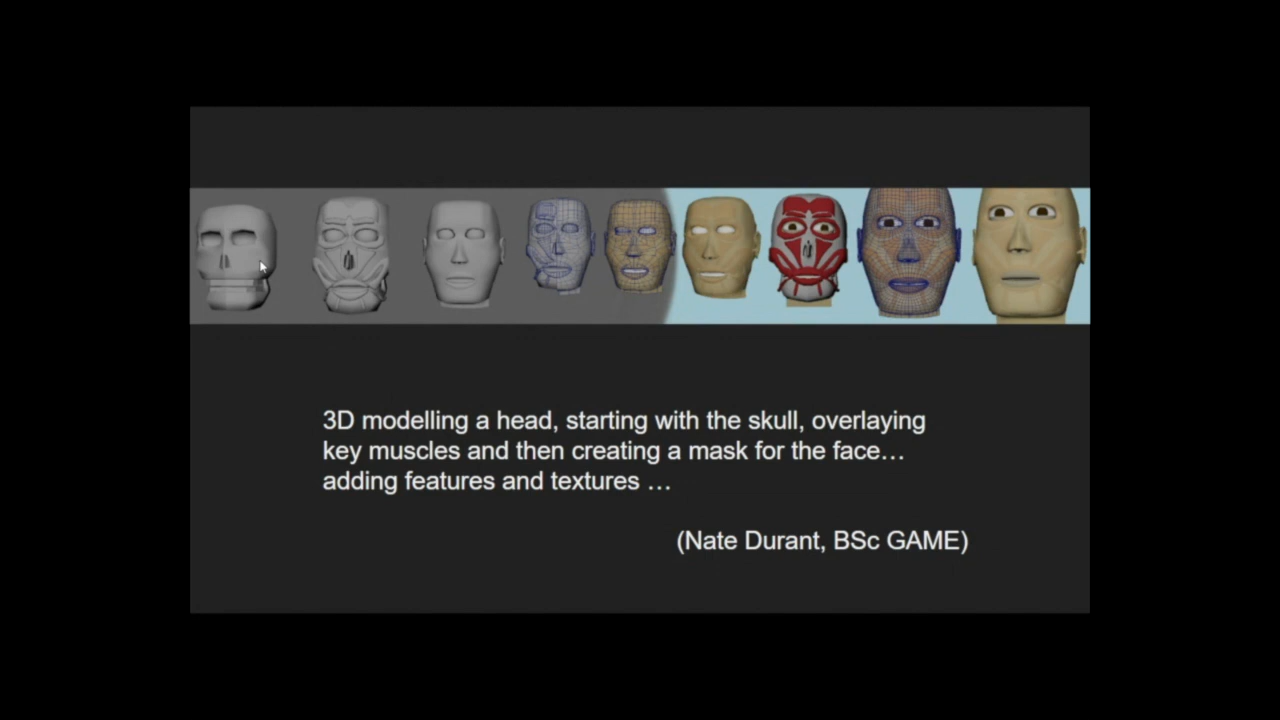 3D modelling a head, starting with the skull, overlaying
key muscles and then creating a mask for the face…
adding features and textures …
(Nate Durant, BSc GAME)